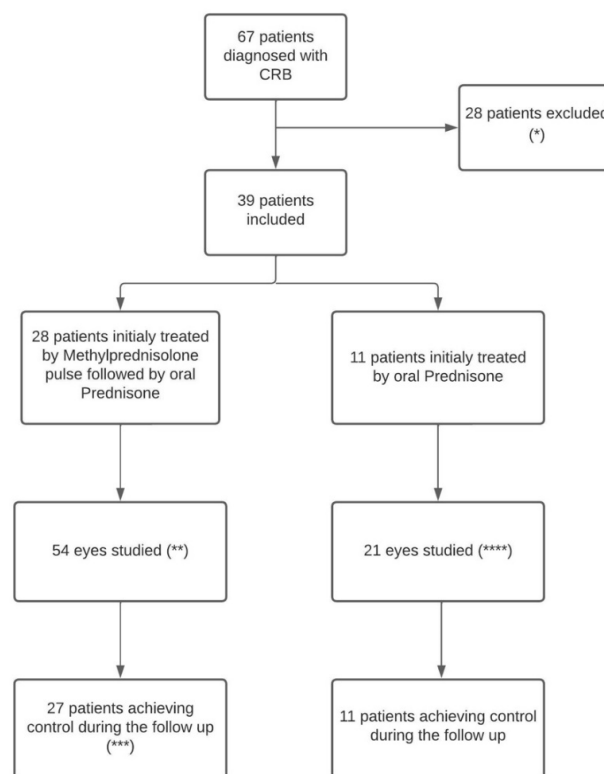 67 patients
diagnosed with
CRB
28 patients excluded
(*)
39 patients
included
28 patients initialy treated
by Methylprednisolone
pulse followed by oral
Prednisone
11 patients initialy treated
by oral Prednisone
54 eyes studied (**)
21 eyes studied (****)
27 patients achieving
control during the follow up
(***)
11 patients achieving control
during the follow up